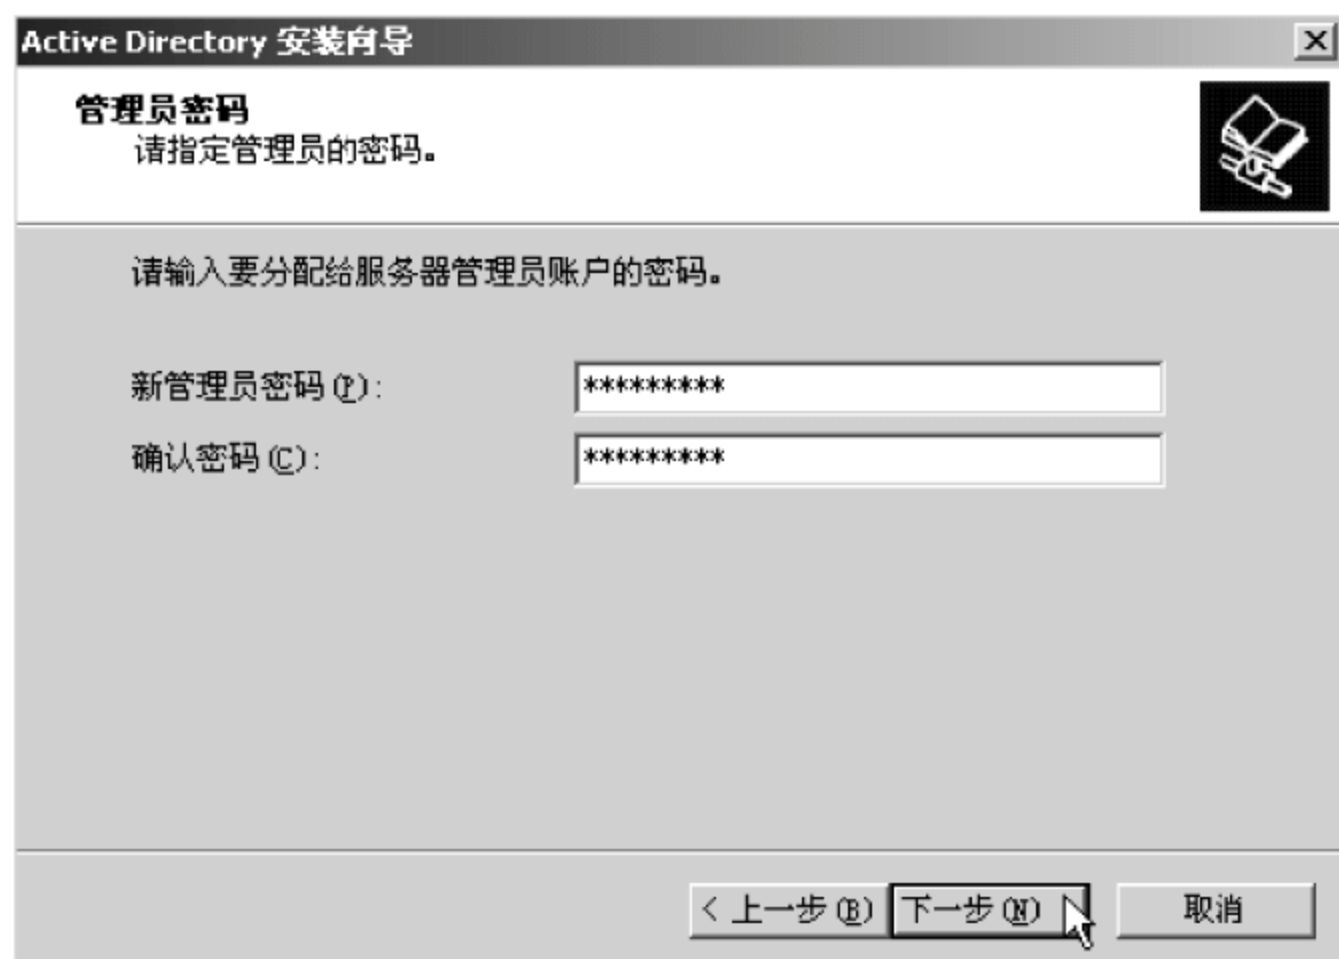 Active Directory 安装向导
管理员密码
请指定管理员的密码。
请输入要分配给服务器管理员账户的密码。
新管理员密码(P): *********
确认密码(C): *********
< 上一步(B) 下一步(N) 取消